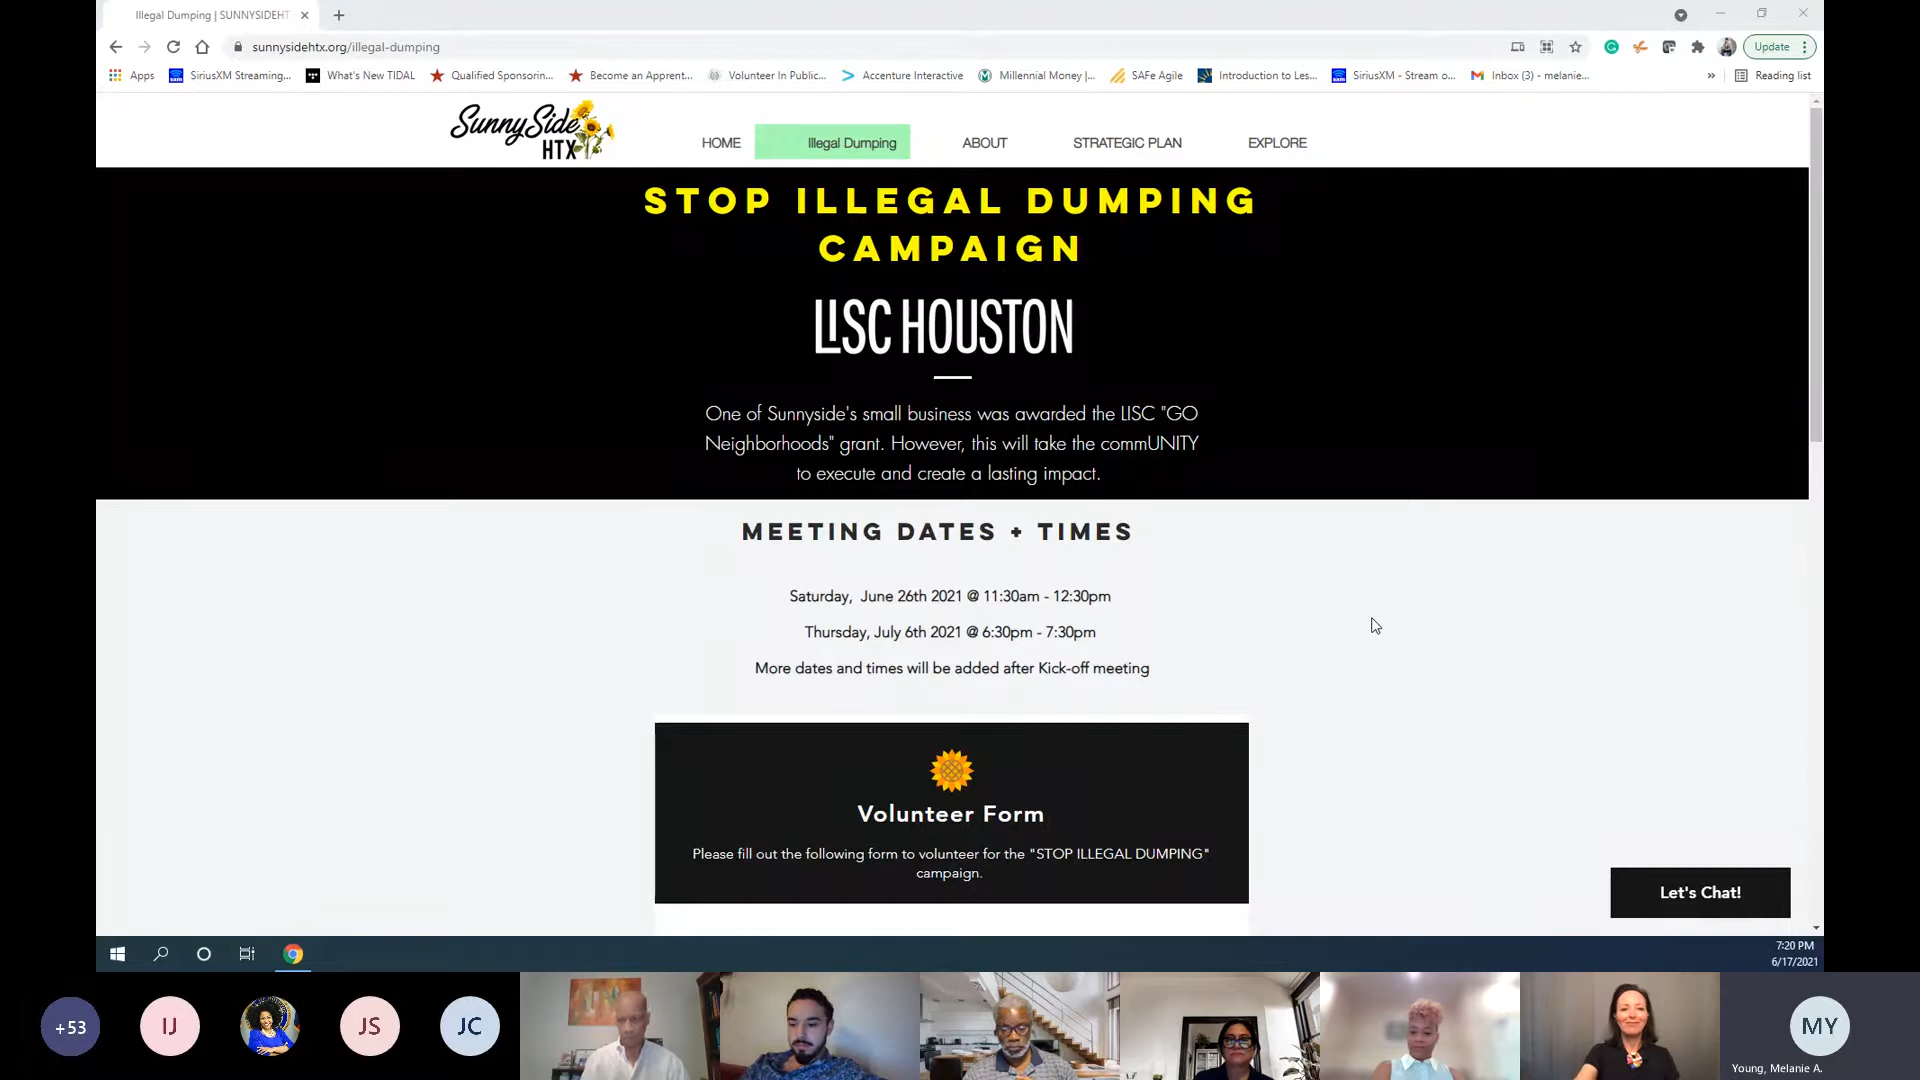 Illegal Dumping | SUNNYSIDEHT
sunnysidehtx.org/illegal-dumping
Update
Apps
SiriusXM Streaming...
What's New TIDAL
Qualified Sponsorin...
Become an Apprent...
Volunteer In Public...
Accenture Interactive
Millennial Money |...
SAFe Agile
Introduction to Les...
SiriusXM - Stream o...
Inbox (3) - melanie...
»
Reading list
SunnySide
HTX
HOME
Illegal Dumping
ABOUT
STRATEGIC PLAN
EXPLORE
STOP ILLEGAL DUMPING
CAMPAIGN
LISC HOUSTON
One of Sunnyside's small business was awarded the LISC "GO
Neighborhoods" grant. However, this will take the commUNITY
to execute and create a lasting impact.
MEETING DATES + TIMES
Saturday, June 26th 2021 @ 11:30am - 12:30pm
Thursday, July 6th 2021 @ 6:30pm - 7:30pm
More dates and times will be added after Kick-off meeting
Volunteer Form
Please fill out the following form to volunteer for the "STOP ILLEGAL DUMPING"
campaign.
Let's Chat!
7:20 PM
6/17/2021
+53
IJ
JS
JC
MY
Young, Melanie A.